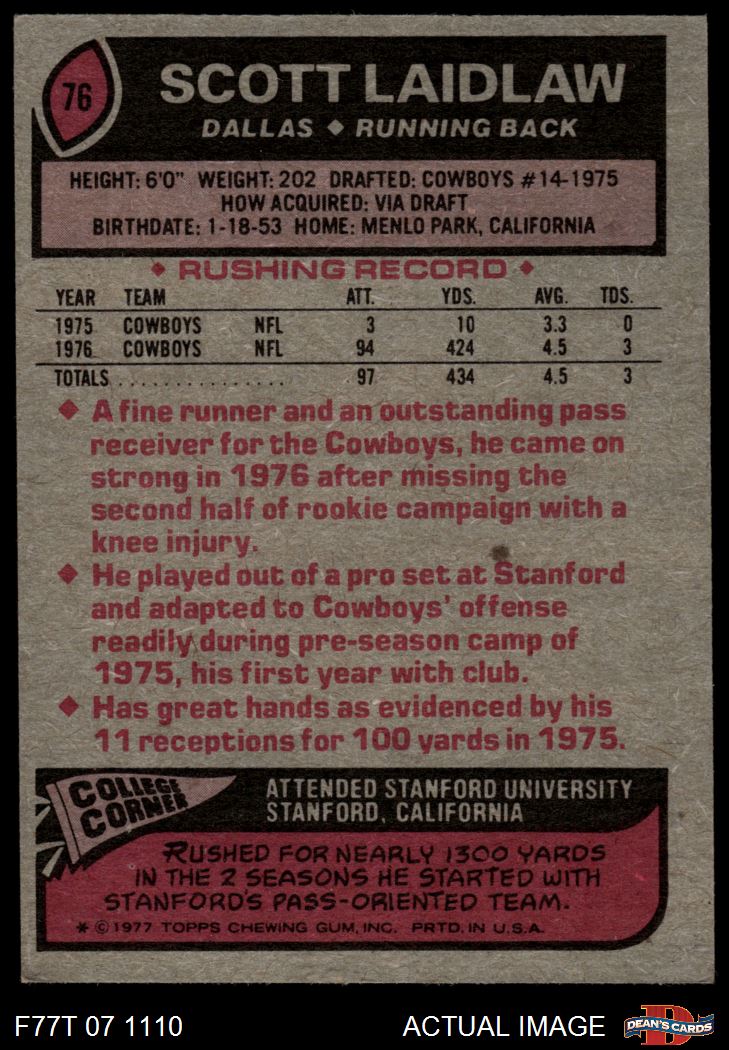 76
SCOTT LAIDLAW
DALLAS ◆ RUNNING BACK
HEIGHT: 6'0" WEIGHT: 202 DRAFTED: COWBOYS #14-1975
HOW ACQUIRED: VIA DRAFT
BIRTHDATE: 1-18-53 HOME: MENLO PARK, CALIFORNIA
◆ RUSHING RECORD ◆
YEAR TEAM ATT. YDS. AVG. TDS.
1975 COWBOYS NFL 3 10 3.3 0
1976 COWBOYS NFL 94 424 4.5 3
TOTALS . . . . . . . . . . . . . . . . 97 434 4.5 3
◆ A fine runner and an outstanding pass
receiver for the Cowboys, he came on
strong in 1976 after missing the
second half of rookie campaign with a
knee injury.
◆ He played out of a pro set at Stanford
and adapted to Cowboys' offense
readily during pre-season camp of
1975, his first year with club.
◆ Has great hands as evidenced by his
11 receptions for 100 yards in 1975.
COLLEGE
CORNER
ATTENDED STANFORD UNIVERSITY
STANFORD, CALIFORNIA
RUSHED FOR NEARLY 1300 YARDS
IN THE 2 SEASONS HE STARTED WITH
STANFORD'S PASS-ORIENTED TEAM.
* © 1977 TOPPS CHEWING GUM, INC. PRTD. IN U.S.A.
F77T 07 1110 ACTUAL IMAGE
D
DEAN'S CARDS